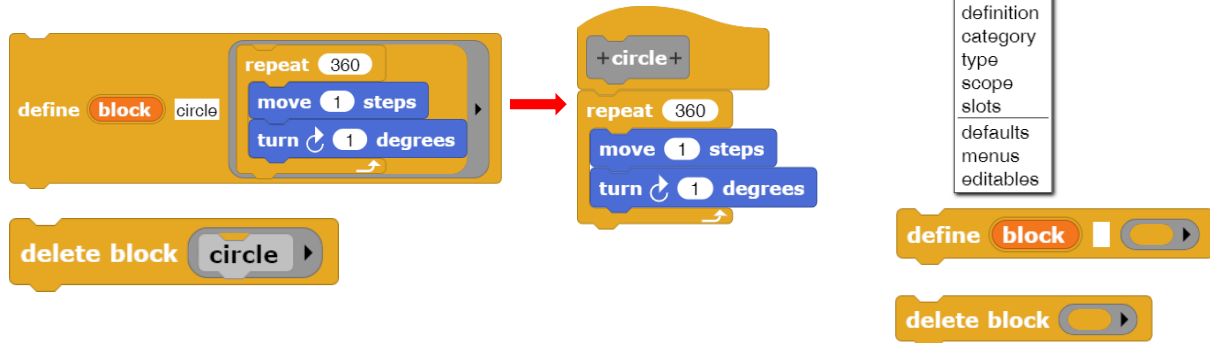 define block circle
repeat 360
move 1 steps
turn 1 degrees
delete block circle
+circle+
repeat 360
move 1 steps
turn 1 degrees
definition
category
type
scope
slots
defaults
menus
editables
define block
delete block